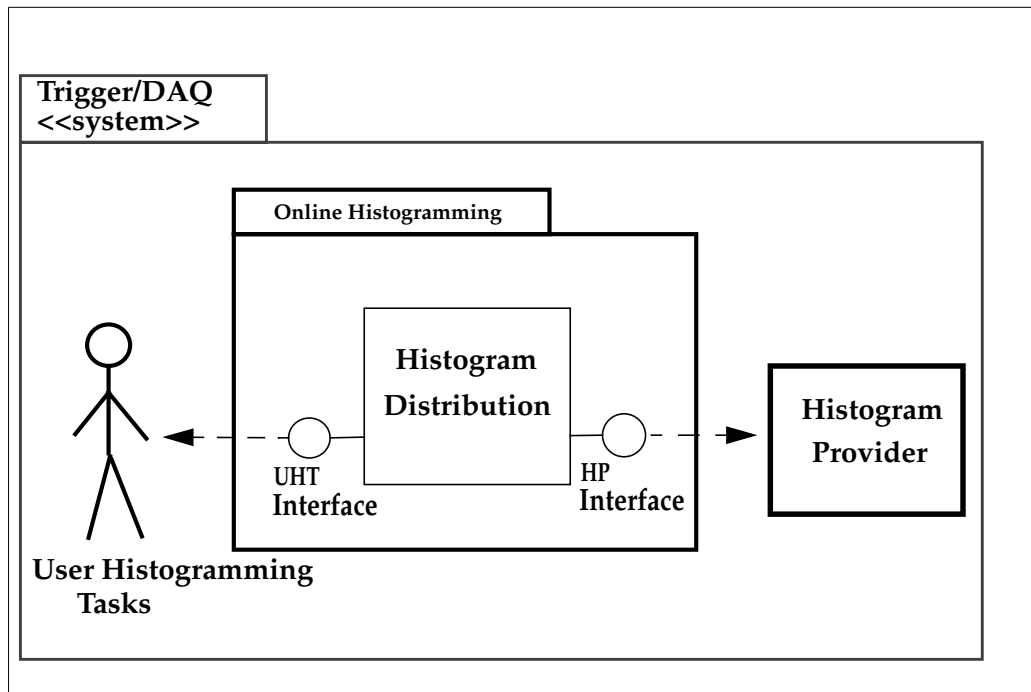 Trigger/DAQ
<<system>>
Online Histogramming
Histogram
Distribution
UHT
Interface
HP
Interface
Histogram
Provider
User Histogramming
Tasks